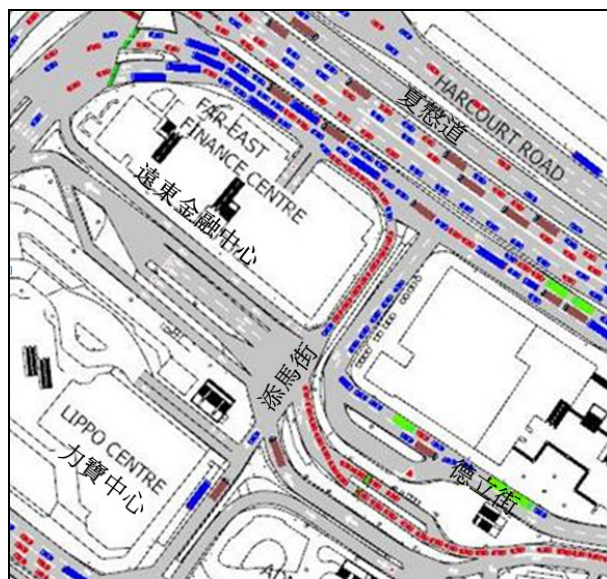 夏慤道
HARCOURT ROAD
FAR EAST
FINANCE CENTRE
遠東金融中心
添馬街
LIPPO CENTRE
力寶中心
德立街